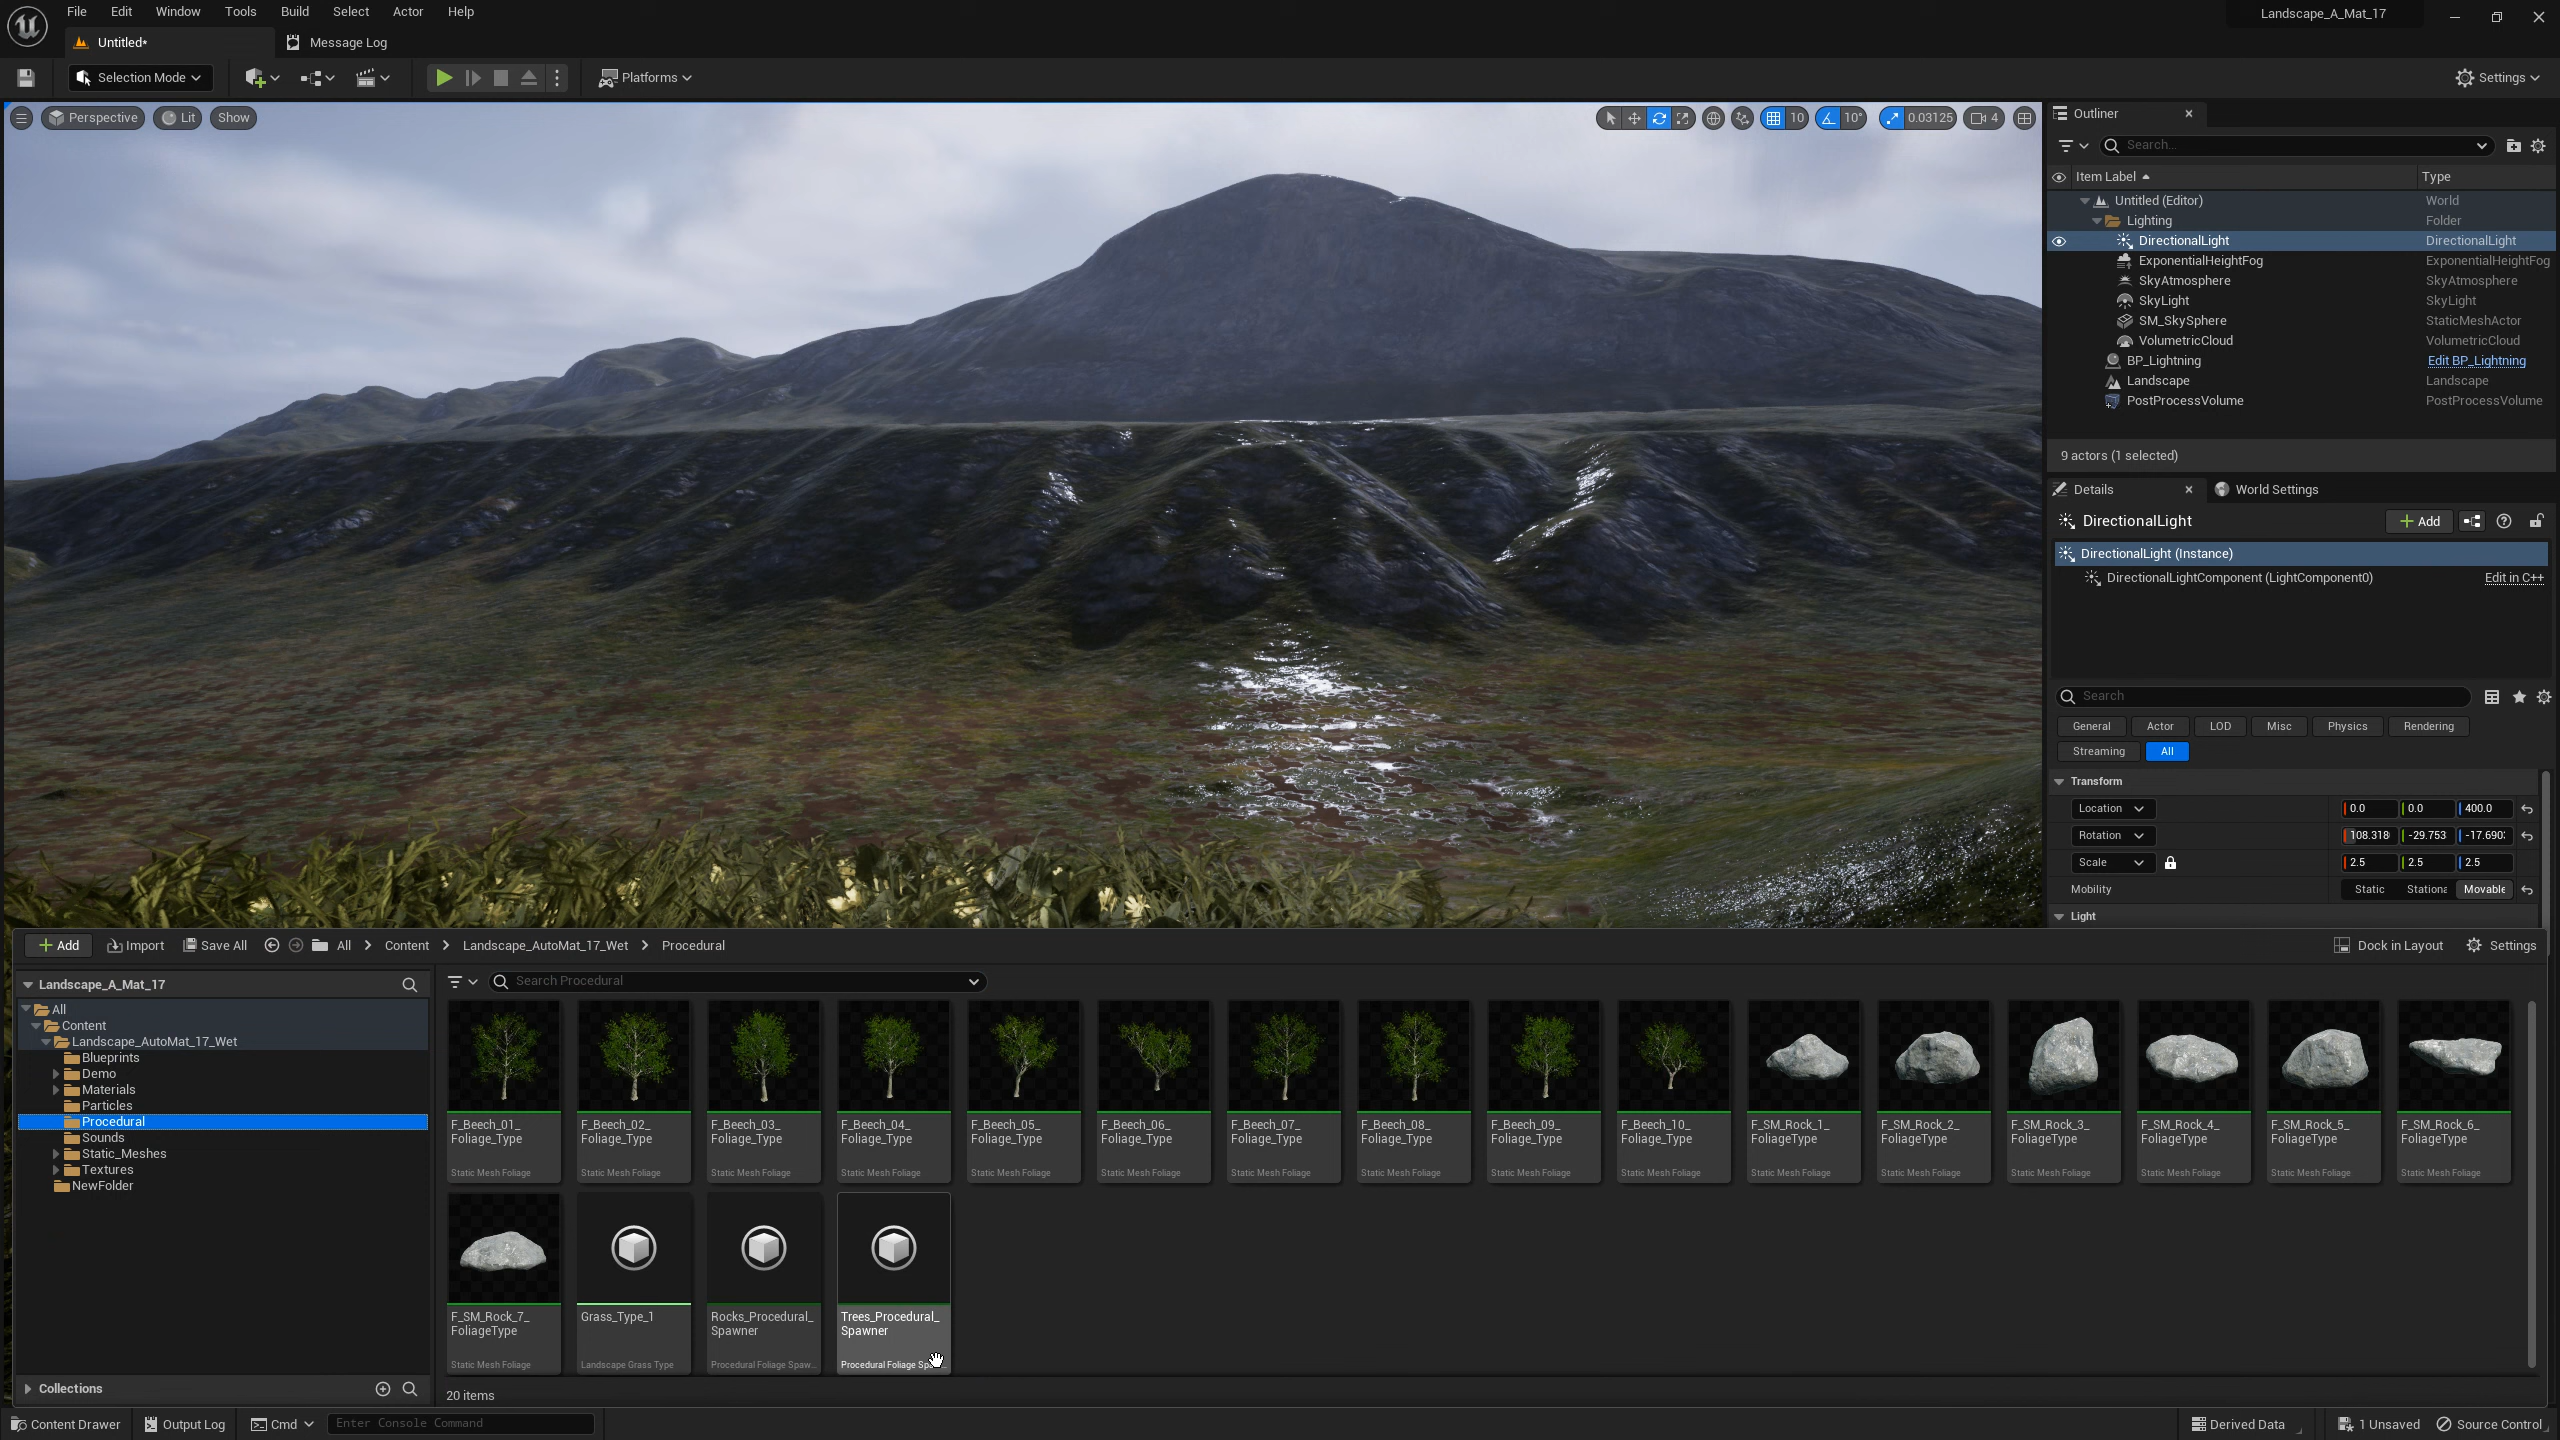 File Edit Window Tools Build Select Actor Help
Landscape_A_Mat_17
Untitled*
Message Log
Selection Mode
Platforms
Settings
Perspective Lit Show
10 10° 0.03125 4
Outliner
Search...
Item Label Type
Untitled (Editor) World
Lighting Folder
DirectionalLight DirectionalLight
ExponentialHeightFog ExponentialHeightFog
SkyAtmosphere SkyAtmosphere
SkyLight SkyLight
SM_SkySphere StaticMeshActor
VolumetricCloud VolumetricCloud
BP_Lightning Edit BP_Lightning
Landscape Landscape
PostProcessVolume PostProcessVolume
9 actors (1 selected)
Details World Settings
DirectionalLight
Add
DirectionalLight (Instance)
DirectionalLightComponent (LightComponent0) Edit in C++
Search
General Actor LOD Misc Physics Rendering
Streaming All
Transform
Location 0.0 0.0 400.0
Rotation 108.318 -29.753 -17.690
Scale 2.5 2.5 2.5
Mobility Static Stationa Movable
Light
Add Import Save All All Content Landscape_AutoMat_17_Wet Procedural
Dock in Layout Settings
Landscape_A_Mat_17
All
Content
Landscape_AutoMat_17_Wet
Blueprints
Demo
Materials
Particles
Procedural
Sounds
Static_Meshes
Textures
NewFolder
Collections
Search Procedural
F_Beech_01_ F_Beech_02_ F_Beech_03_ F_Beech_04_ F_Beech_05_ F_Beech_06_ F_Beech_07_ F_Beech_08_ F_Beech_09_ F_Beech_10_ F_SM_Rock_1_ F_SM_Rock_2_ F_SM_Rock_3_ F_SM_Rock_4_ F_SM_Rock_5_ F_SM_Rock_6_
Foliage_Type Foliage_Type Foliage_Type Foliage_Type Foliage_Type Foliage_Type Foliage_Type Foliage_Type Foliage_Type Foliage_Type FoliageType FoliageType FoliageType FoliageType FoliageType FoliageType
Static Mesh Foliage Static Mesh Foliage Static Mesh Foliage Static Mesh Foliage Static Mesh Foliage Static Mesh Foliage Static Mesh Foliage Static Mesh Foliage Static Mesh Foliage Static Mesh Foliage Static Mesh Foliage Static Mesh Foliage Static Mesh Foliage Static Mesh Foliage Static Mesh Foliage Static Mesh Foliage
F_SM_Rock_7_ Grass_Type_1 Rocks_Procedural_ Trees_Procedural_
FoliageType Spawner Spawner
Static Mesh Foliage Landscape Grass Type Procedural Foliage Spaw... Procedural Foliage Sp
20 items
Content Drawer Output Log Cmd Enter Console Command
Derived Data 1 Unsaved Source Control